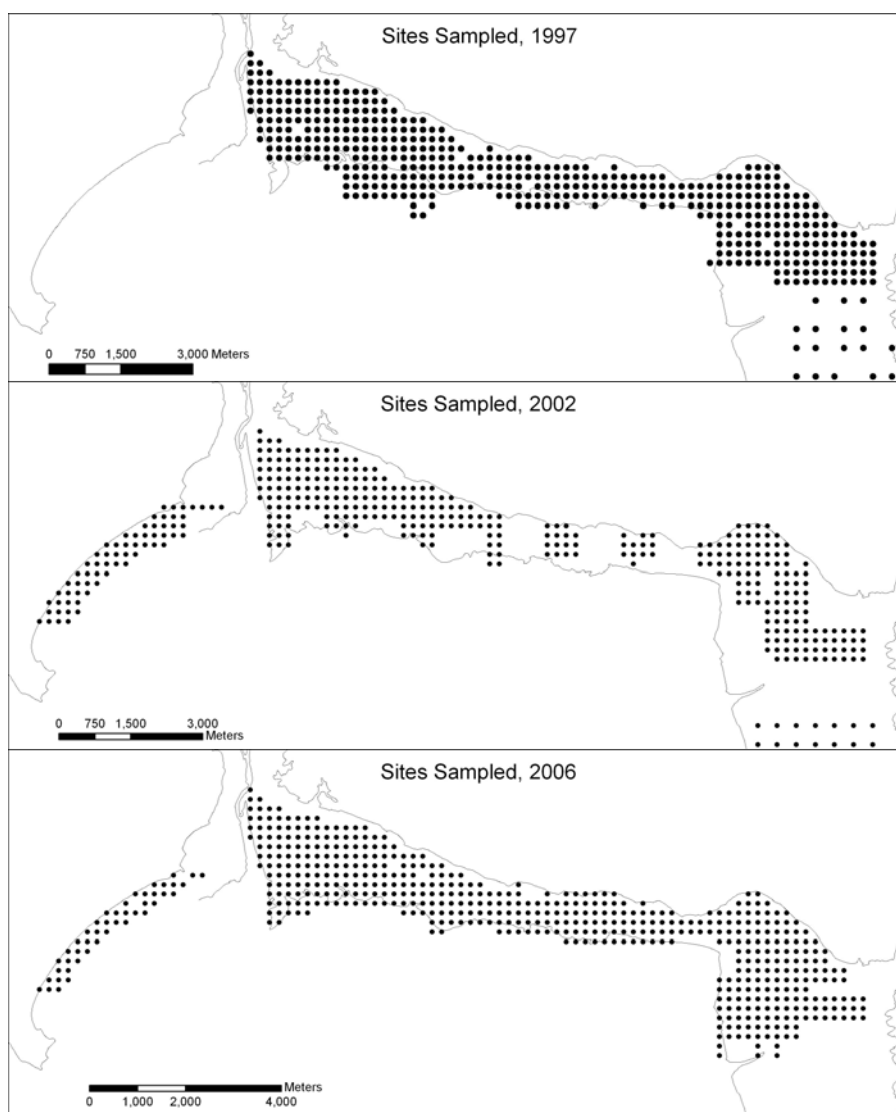 Sites Sampled, 1997
0 750 1,500 3,000 Meters
Sites Sampled, 2002
0 750 1,500 3,000
Meters
Sites Sampled, 2006
Meters
0 1,000 2,000 4,000